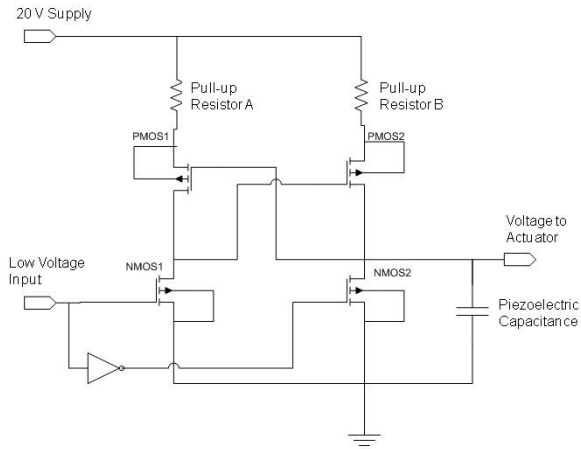 20 V Supply
Pull-up
Resistor A
Pull-up
Resistor B
PMOS1
PMOS2
Voltage to
Actuator
Low Voltage
Input
NMOS1
NMOS2
Piezoelectric
Capacitance